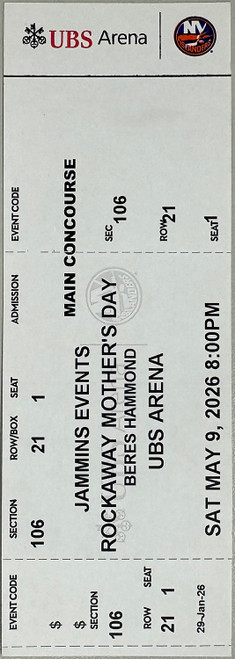 UBS Arena
NY
ISLANDERS
EVENT CODE
SECTION ROW/BOX SEAT ADMISSION EVENT CODE
106 21 1 MAIN CONCOURSE
$
$
JAMMINS EVENTS
SECTION
106
SEC 106
ROCKAWAY MOTHER'S DAY
BERES HAMMOND
UBS ARENA
ROW SEAT
21 1
ROW 21
29-Jan-26
SAT MAY 9, 2026 8:00PM
SEAT 1